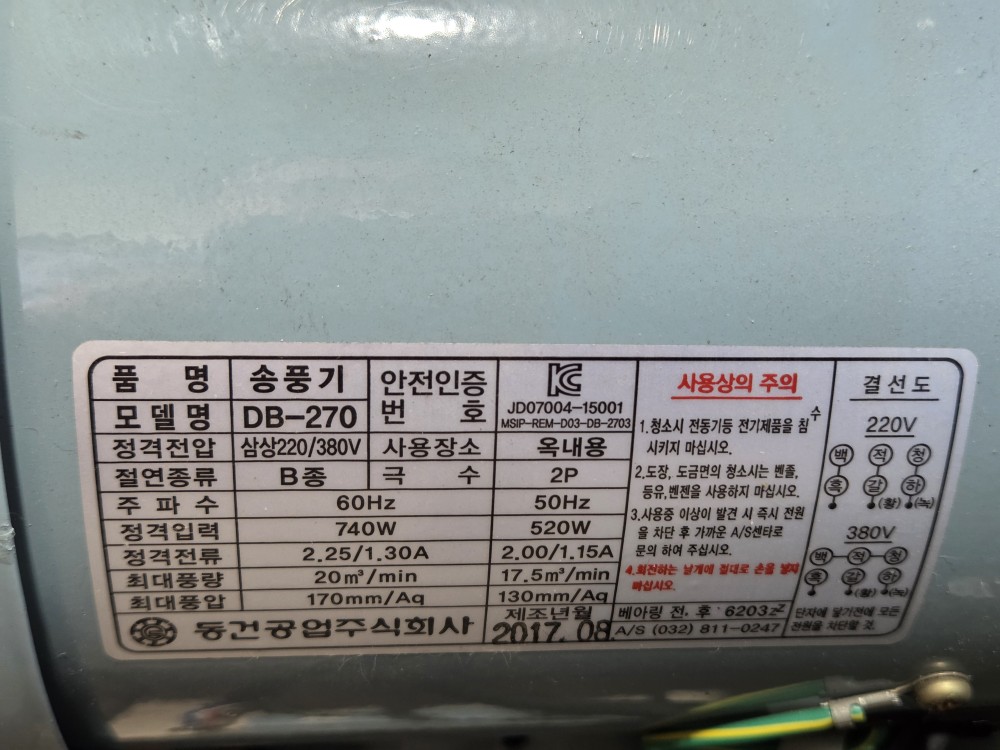 품 명 송풍기 안전인증 번 호 KC JD07004-15001 MSIP-REM-D03-DB-2703
모델명 DB-270
정격전압 삼상220/380V 사용장소 옥내용
절연종류 B종 극 수 2P
주 파 수 60Hz 50Hz
정격입력 740W 520W
정격전류 2.25/1.30A 2.00/1.15A
최대풍량 20㎥/min 17.5㎥/min
최대풍압 170mm/Aq 130mm/Aq
동건공업주식회사 제조년월 2017. 08
사용상의 주의
1.청소시 전동기등 전기제품을 침수
시키지 마십시오.
2.도장, 도금면의 청소시는 벤졸,
등유,벤젠을 사용하지 마십시오.
3.사용중 이상이 발견 시 즉시 전원
을 차단 후 가까운 A/S센타로
문의 하여 주십시오.
4.회전하는 날개에 절대로 손을 넣지
마십시오.
베아링 전. 후 · 6203zz
A/S (032) 811-0247
결선도
220V
백 적 청
흑 갈 하
(황) (녹)
380V
백 적 청
흑 갈 하
(황) (녹)
단자에 닿기전에 모든
전원을 차단할 것.